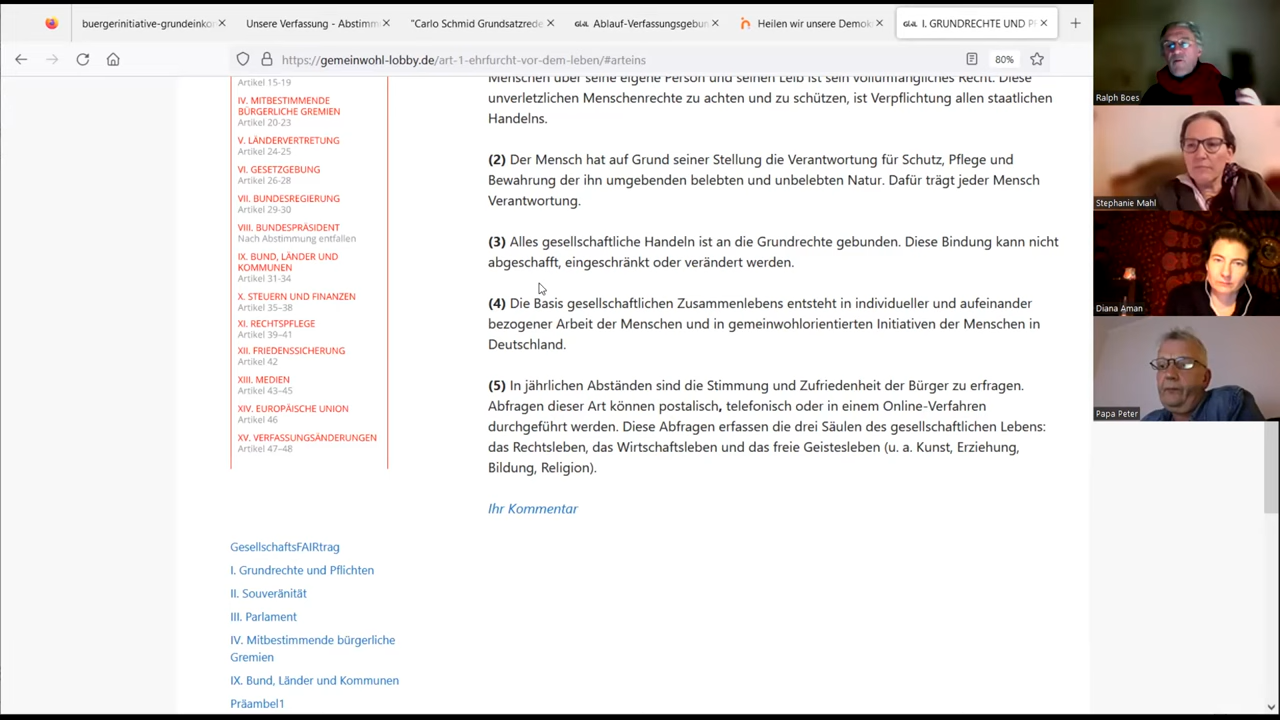 buergerinitiative-grundeinko
Unsere Verfassung - Abstimm
"Carlo Schmid Grundsatzrede
Ablauf-Verfassungsgebun
Heilen wir unsere Demok
I. GRUNDRECHTE UND P
https://gemeinwohl-lobby.de/art-1-ehrfurcht-vor-dem-leben/#arteins
80%
Artikel 15-19
IV. MITBESTIMMENDE
BÜRGERLICHE GREMIEN
Artikel 20-23
V. LÄNDERVERTRETUNG
Artikel 24-25
VI. GESETZGEBUNG
Artikel 26-28
VII. BUNDESREGIERUNG
Artikel 29-30
VIII. BUNDESPRÄSIDENT
Nach Abstimmung entfallen
IX. BUND, LÄNDER UND
KOMMUNEN
Artikel 31-34
X. STEUERN UND FINANZEN
Artikel 35–38
XI. RECHTSPFLEGE
Artikel 39–41
XII. FRIEDENSSICHERUNG
Artikel 42
XIII. MEDIEN
Artikel 43–45
XIV. EUROPÄISCHE UNION
Artikel 46
XV. VERFASSUNGSÄNDERUNGEN
Artikel 47–48
GesellschaftsFAIRtrag
I. Grundrechte und Pflichten
II. Souveränität
III. Parlament
IV. Mitbestimmende bürgerliche
Gremien
IX. Bund, Länder und Kommunen
Präambel1
Menschen über seine eigene Person und seinen Leib ist sein vollumfängliches Recht. Diese
unverletzlichen Menschenrechte zu achten und zu schützen, ist Verpflichtung allen staatlichen
Handelns.
(2) Der Mensch hat auf Grund seiner Stellung die Verantwortung für Schutz, Pflege und
Bewahrung der ihn umgebenden belebten und unbelebten Natur. Dafür trägt jeder Mensch
Verantwortung.
(3) Alles gesellschaftliche Handeln ist an die Grundrechte gebunden. Diese Bindung kann nicht
abgeschafft, eingeschränkt oder verändert werden.
(4) Die Basis gesellschaftlichen Zusammenlebens entsteht in individueller und aufeinander
bezogener Arbeit der Menschen und in gemeinwohlorientierten Initiativen der Menschen in
Deutschland.
(5) In jährlichen Abständen sind die Stimmung und Zufriedenheit der Bürger zu erfragen.
Abfragen dieser Art können postalisch, telefonisch oder in einem Online-Verfahren
durchgeführt werden. Diese Abfragen erfassen die drei Säulen des gesellschaftlichen Lebens:
das Rechtsleben, das Wirtschaftsleben und das freie Geistesleben (u. a. Kunst, Erziehung,
Bildung, Religion).
Ihr Kommentar
Ralph Boes
Stephanie Mahl
Diana Aman
Papa Peter